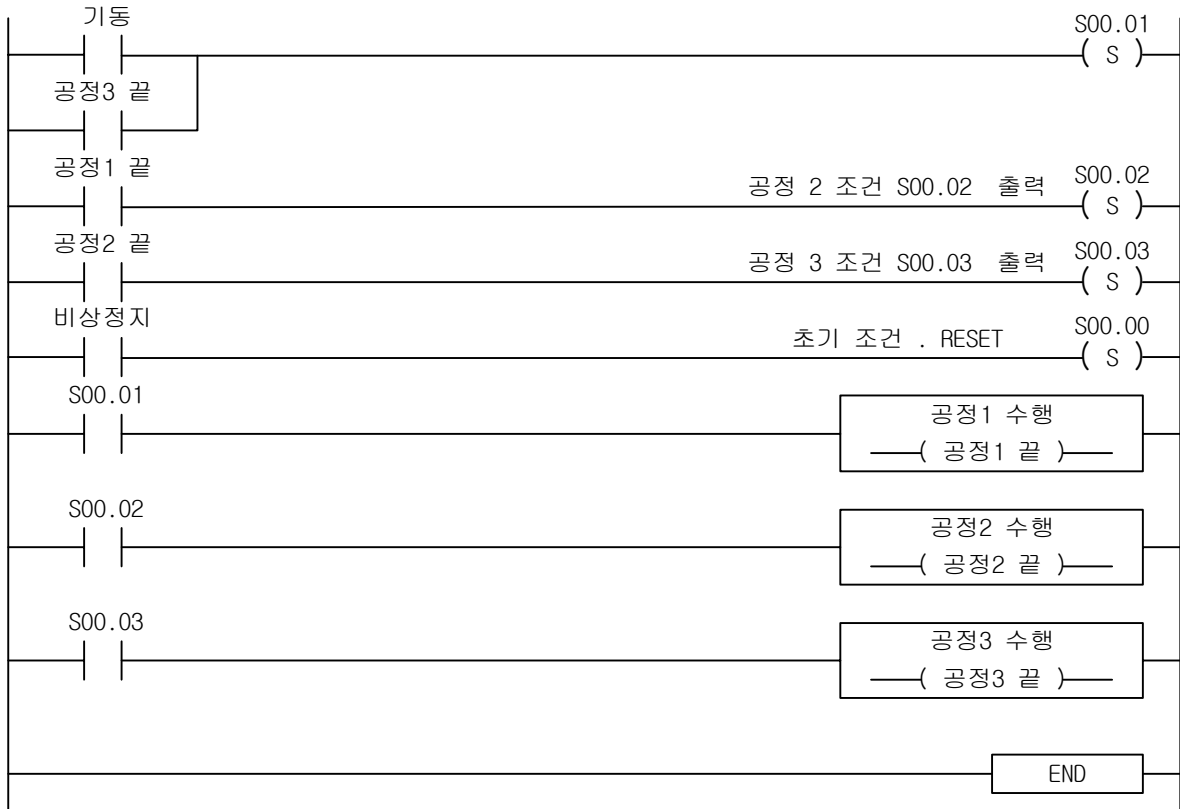 기동
S00.01
( S )
공정3 끝
공정1 끝
공정 2 조건 S00.02 출력
S00.02
( S )
공정2 끝
공정 3 조건 S00.03 출력
S00.03
( S )
비상정지
초기 조건 . RESET
S00.00
( S )
S00.01
공정1 수행
( 공정1 끝 )
S00.02
공정2 수행
( 공정2 끝 )
S00.03
공정3 수행
( 공정3 끝 )
END